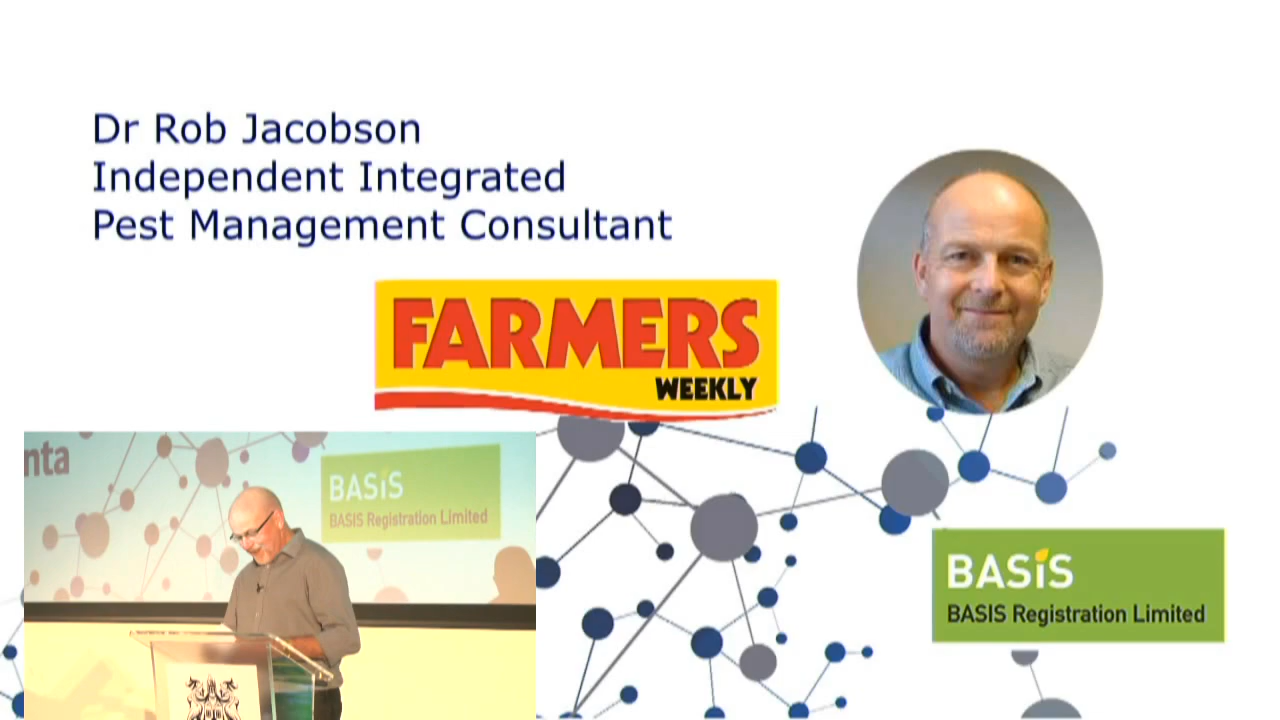 Dr Rob Jacobson
Independent Integrated
Pest Management Consultant
FARMERS
WEEKLY
nta
BASIS
BASIS Registration Limited
BASIS
BASIS Registration Limited